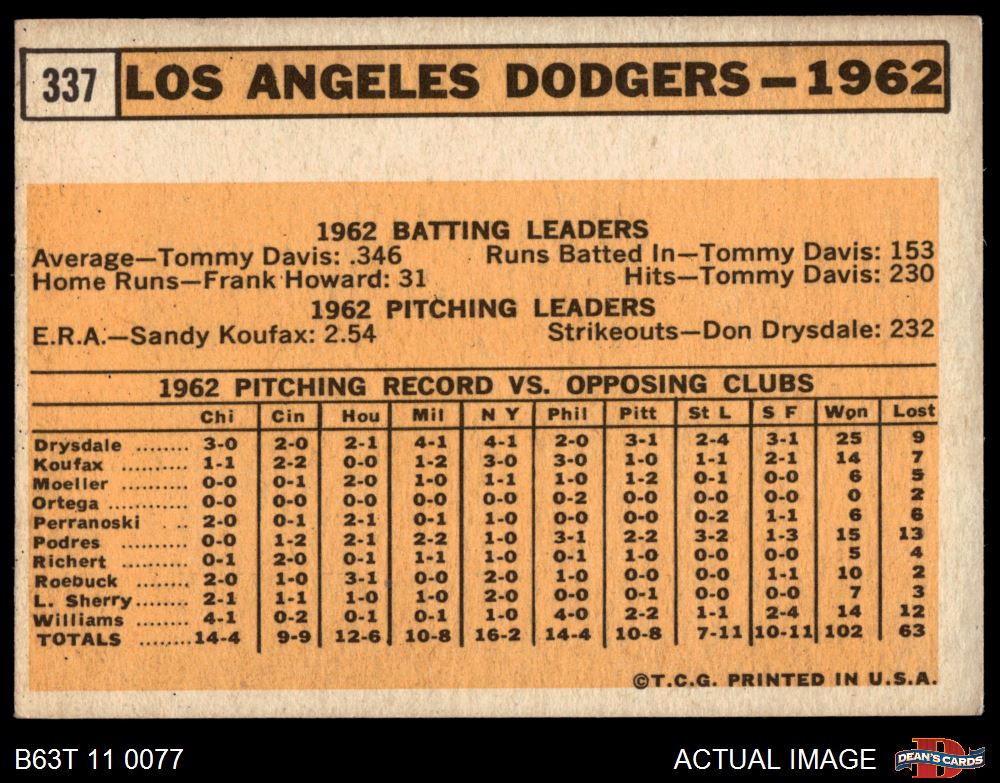 337 LOS ANGELES DODGERS—1962
1962 BATTING LEADERS
Average—Tommy Davis: .346 Runs Batted In—Tommy Davis: 153
Home Runs—Frank Howard: 31 Hits—Tommy Davis: 230
1962 PITCHING LEADERS
E.R.A.—Sandy Koufax: 2.54 Strikeouts—Don Drysdale: 232
1962 PITCHING RECORD VS. OPPOSING CLUBS
Chi Cin Hou Mil N Y Phil Pitt St L S F Won Lost
Drysdale ....... 3-0 2-0 2-1 4-1 4-1 2-0 3-1 2-4 3-1 25 9
Koufax .......... 1-1 2-2 0-0 1-2 3-0 3-0 1-0 1-1 2-1 14 7
Moeller .......... 0-0 0-1 2-0 1-0 1-1 1-0 1-2 0-1 0-0 6 5
Ortega .......... 0-0 0-0 0-0 0-0 0-0 0-2 0-0 0-0 0-0 0 2
Perranoski .. 2-0 0-1 2-1 0-1 1-0 0-0 0-0 0-2 1-1 6 6
Podres .......... 0-0 1-2 2-1 2-2 1-0 3-1 2-2 3-2 1-3 15 13
Richert .......... 0-1 2-0 0-1 1-1 1-0 0-1 1-0 0-0 0-0 5 4
Roebuck ........ 2-0 1-0 3-1 0-0 2-0 1-0 0-0 0-0 1-1 10 2
L. Sherry........ 2-1 1-1 1-0 1-0 2-0 0-0 0-1 0-0 0-0 7 3
Williams ........ 4-1 0-2 0-1 0-1 1-0 4-0 2-2 1-1 2-4 14 12
TOTALS ........14-4 9-9 12-6 10-8 16-2 14-4 10-8 7-11 10-11 102 63
©T.C.G. PRINTED IN U.S.A.
B63T 11 0077 ACTUAL IMAGE D DEAN'S CARDS